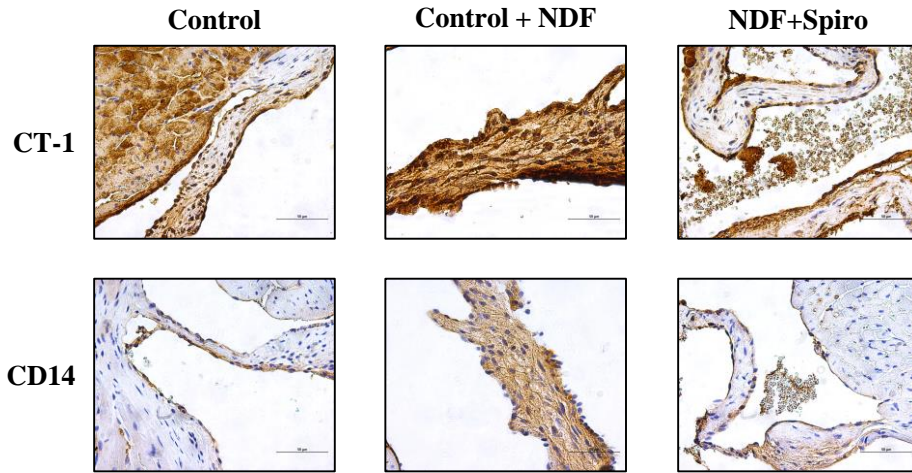 Control
Control + NDF
NDF+Spiro
CT-1
CD14